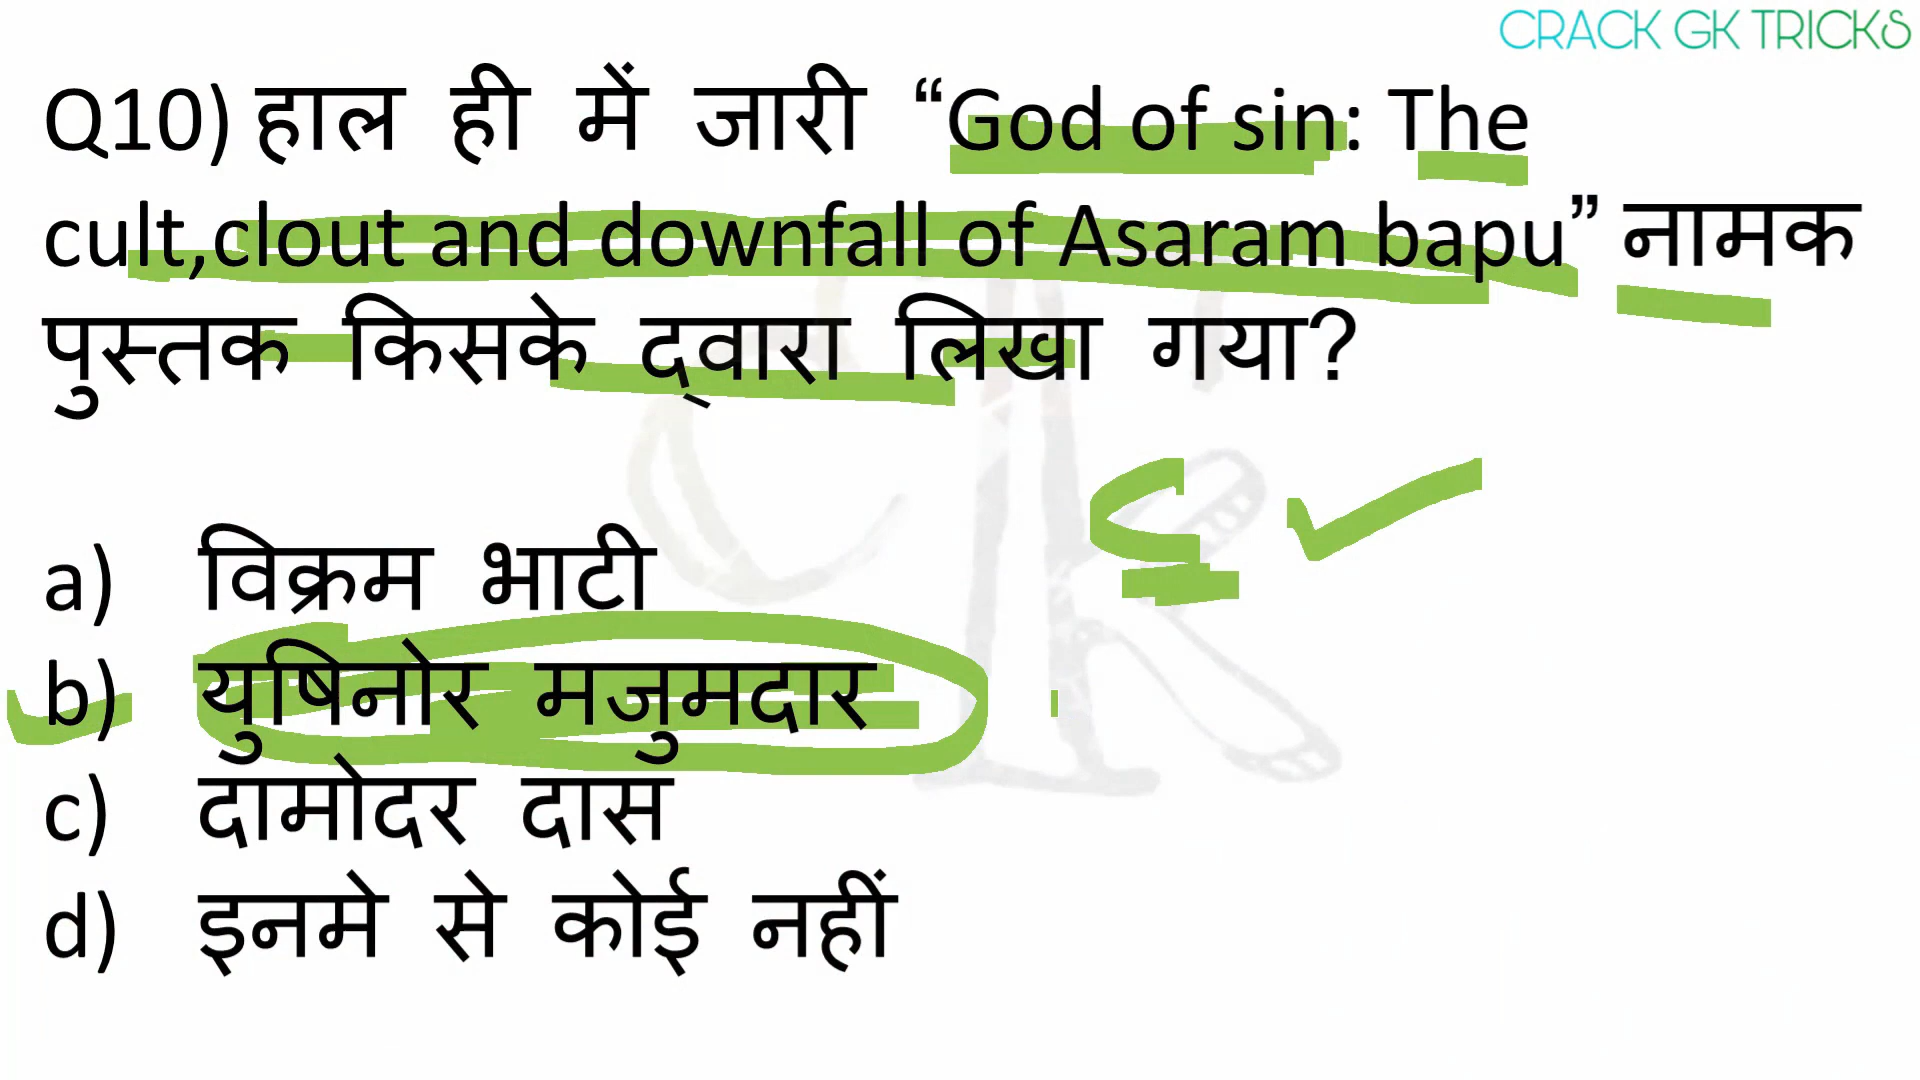 CRACK GK TRICKS
Q10) हाल ही में जारी “God of sin: The
cult,clout and downfall of Asaram bapu” नामक
पुस्तक किसके द्वारा लिखा गया?
a) विक्रम भाटी
b) युषिनोर मजुमदार
c) दामोदर दास
d) इनमे से कोई नहीं